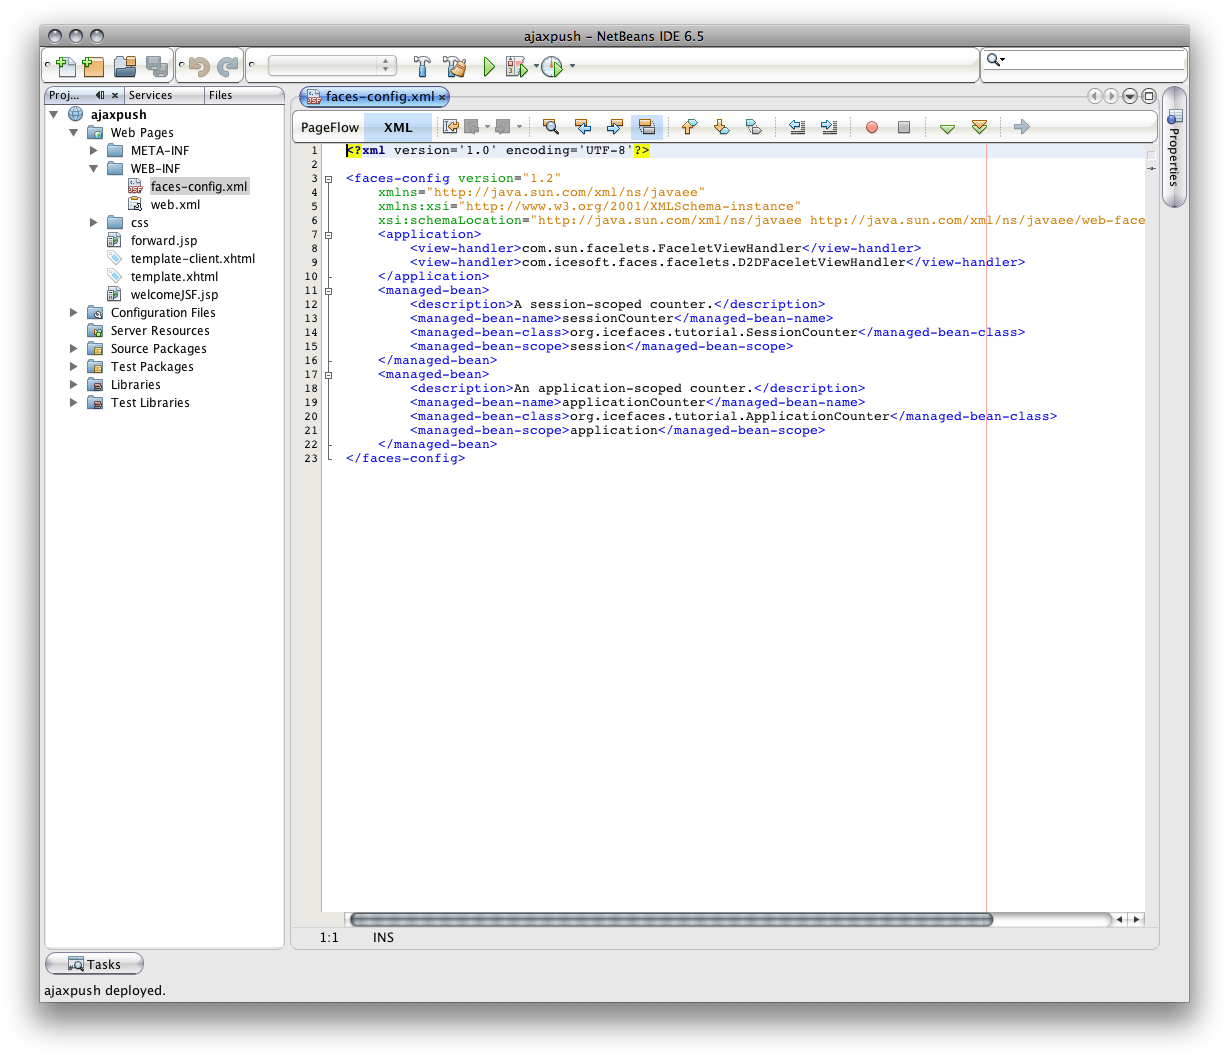 ajaxpush – NetBeans IDE 6.5
Proj... Services Files
ajaxpush
Web Pages
META-INF
WEB-INF
faces-config.xml
web.xml
css
forward.jsp
template-client.xhtml
template.xhtml
welcomeJSF.jsp
Configuration Files
Server Resources
Source Packages
Test Packages
Libraries
Test Libraries
faces-config.xml
PageFlow XML
1 <?xml version='1.0' encoding='UTF-8'?>
2
3 <faces-config version="1.2"
4 xmlns="http://java.sun.com/xml/ns/javaee"
5 xmlns:xsi="http://www.w3.org/2001/XMLSchema-instance"
6 xsi:schemaLocation="http://java.sun.com/xml/ns/javaee http://java.sun.com/xml/ns/javaee/web-face
7 <application>
8 <view-handler>com.sun.facelets.FaceletViewHandler</view-handler>
9 <view-handler>com.icesoft.faces.facelets.D2DFaceletViewHandler</view-handler>
10 </application>
11 <managed-bean>
12 <description>A session-scoped counter.</description>
13 <managed-bean-name>sessionCounter</managed-bean-name>
14 <managed-bean-class>org.icefaces.tutorial.SessionCounter</managed-bean-class>
15 <managed-bean-scope>session</managed-bean-scope>
16 </managed-bean>
17 <managed-bean>
18 <description>An application-scoped counter.</description>
19 <managed-bean-name>applicationCounter</managed-bean-name>
20 <managed-bean-class>org.icefaces.tutorial.ApplicationCounter</managed-bean-class>
21 <managed-bean-scope>application</managed-bean-scope>
22 </managed-bean>
23 </faces-config>
Properties
1:1 INS
Tasks
ajaxpush deployed.